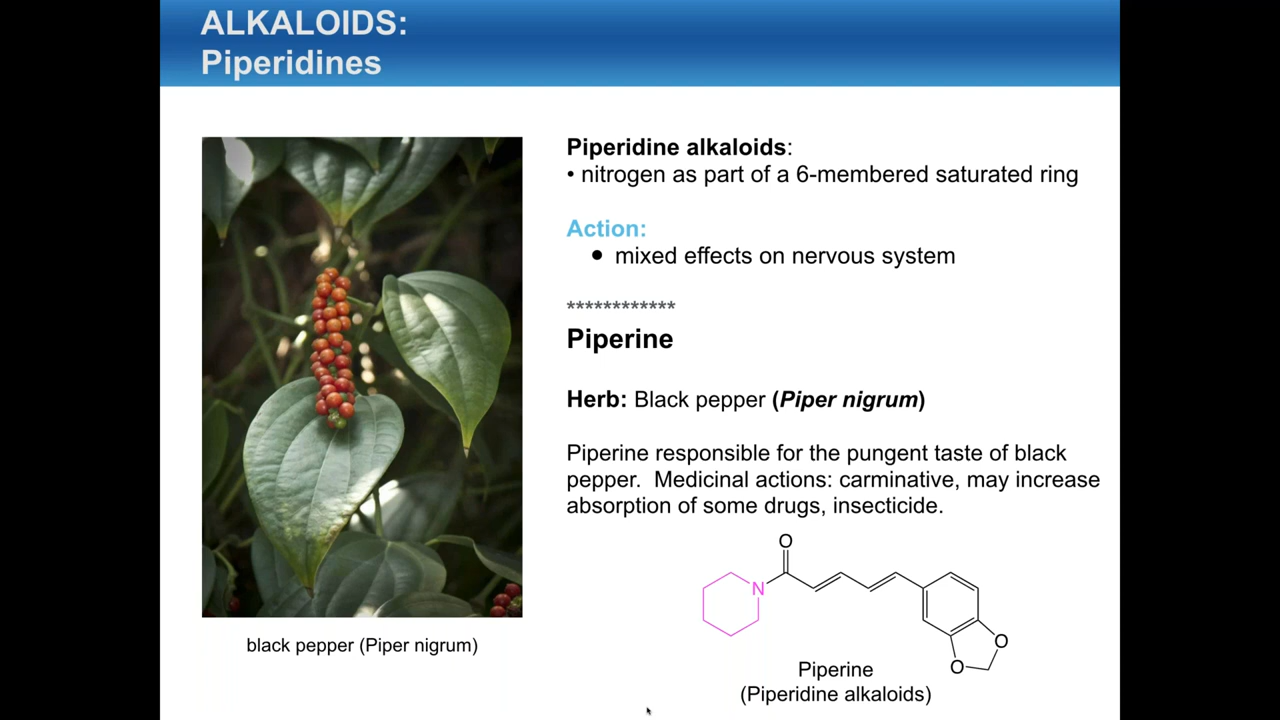 ALKALOIDS:
Piperidines
Piperidine alkaloids:
• nitrogen as part of a 6-membered saturated ring
Action:
● mixed effects on nervous system
************
Piperine
Herb: Black pepper (Piper nigrum)
Piperine responsible for the pungent taste of black
pepper.  Medicinal actions: carminative, may increase
absorption of some drugs, insecticide.
O
N
O
O
Piperine
(Piperidine alkaloids)
black pepper (Piper nigrum)